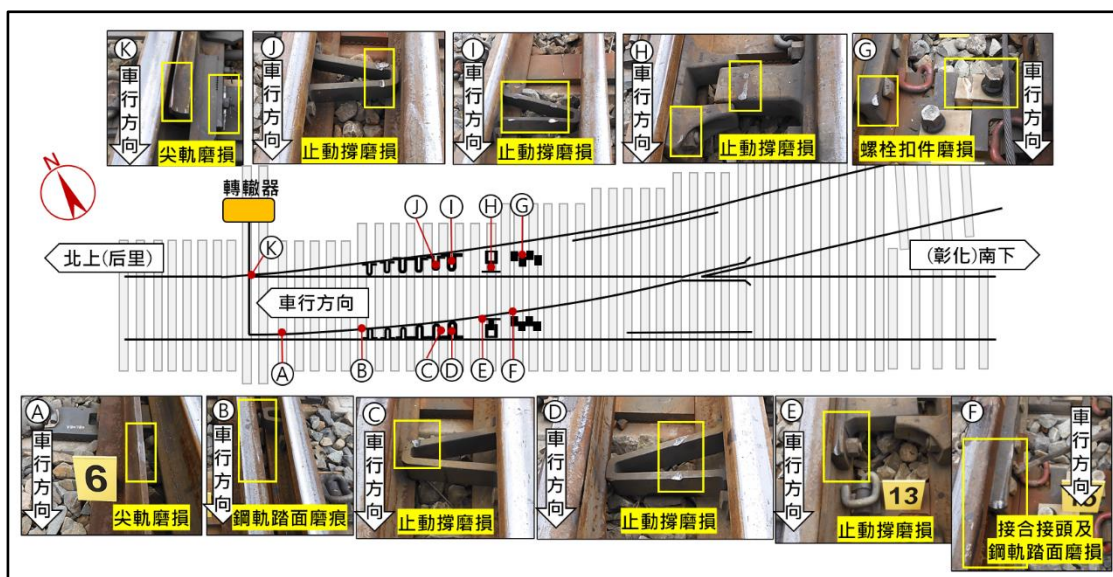 K
車行方向
尖軌磨損
J
車行方向
止動撐磨損
I
車行方向
止動撐磨損
H
車行方向
止動撐磨損
G
車行方向
螺栓扣件磨損
N
轉轍器
J
I
H
G
K
北上(后里)
(彰化)南下
車行方向
A
B
C
D
E
F
A
車行方向
6
尖軌磨損
B
車行方向
鋼軌踏面磨痕
C
車行方向
止動撐磨損
D
車行方向
止動撐磨損
E
車行方向
13
止動撐磨損
F
車行方向
接合接頭及
鋼軌踏面磨損